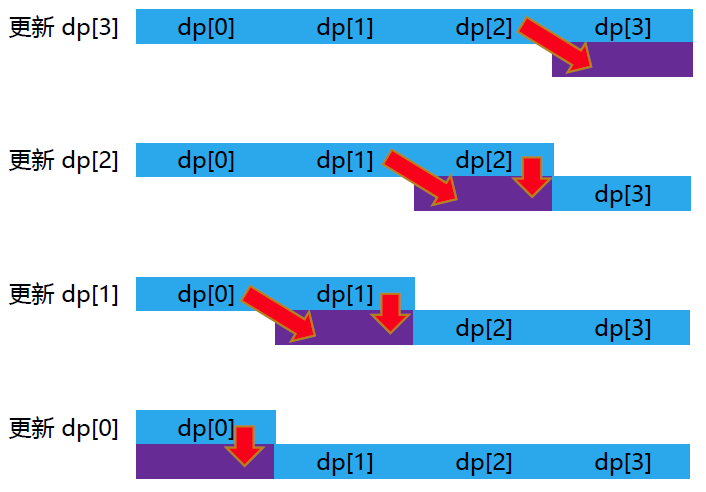 更新 dp[3] dp[0] dp[1] dp[2] dp[3]
更新 dp[2] dp[0] dp[1] dp[2]
dp[3]
更新 dp[1] dp[0] dp[1]
dp[2] dp[3]
更新 dp[0] dp[0]
dp[1] dp[2] dp[3]